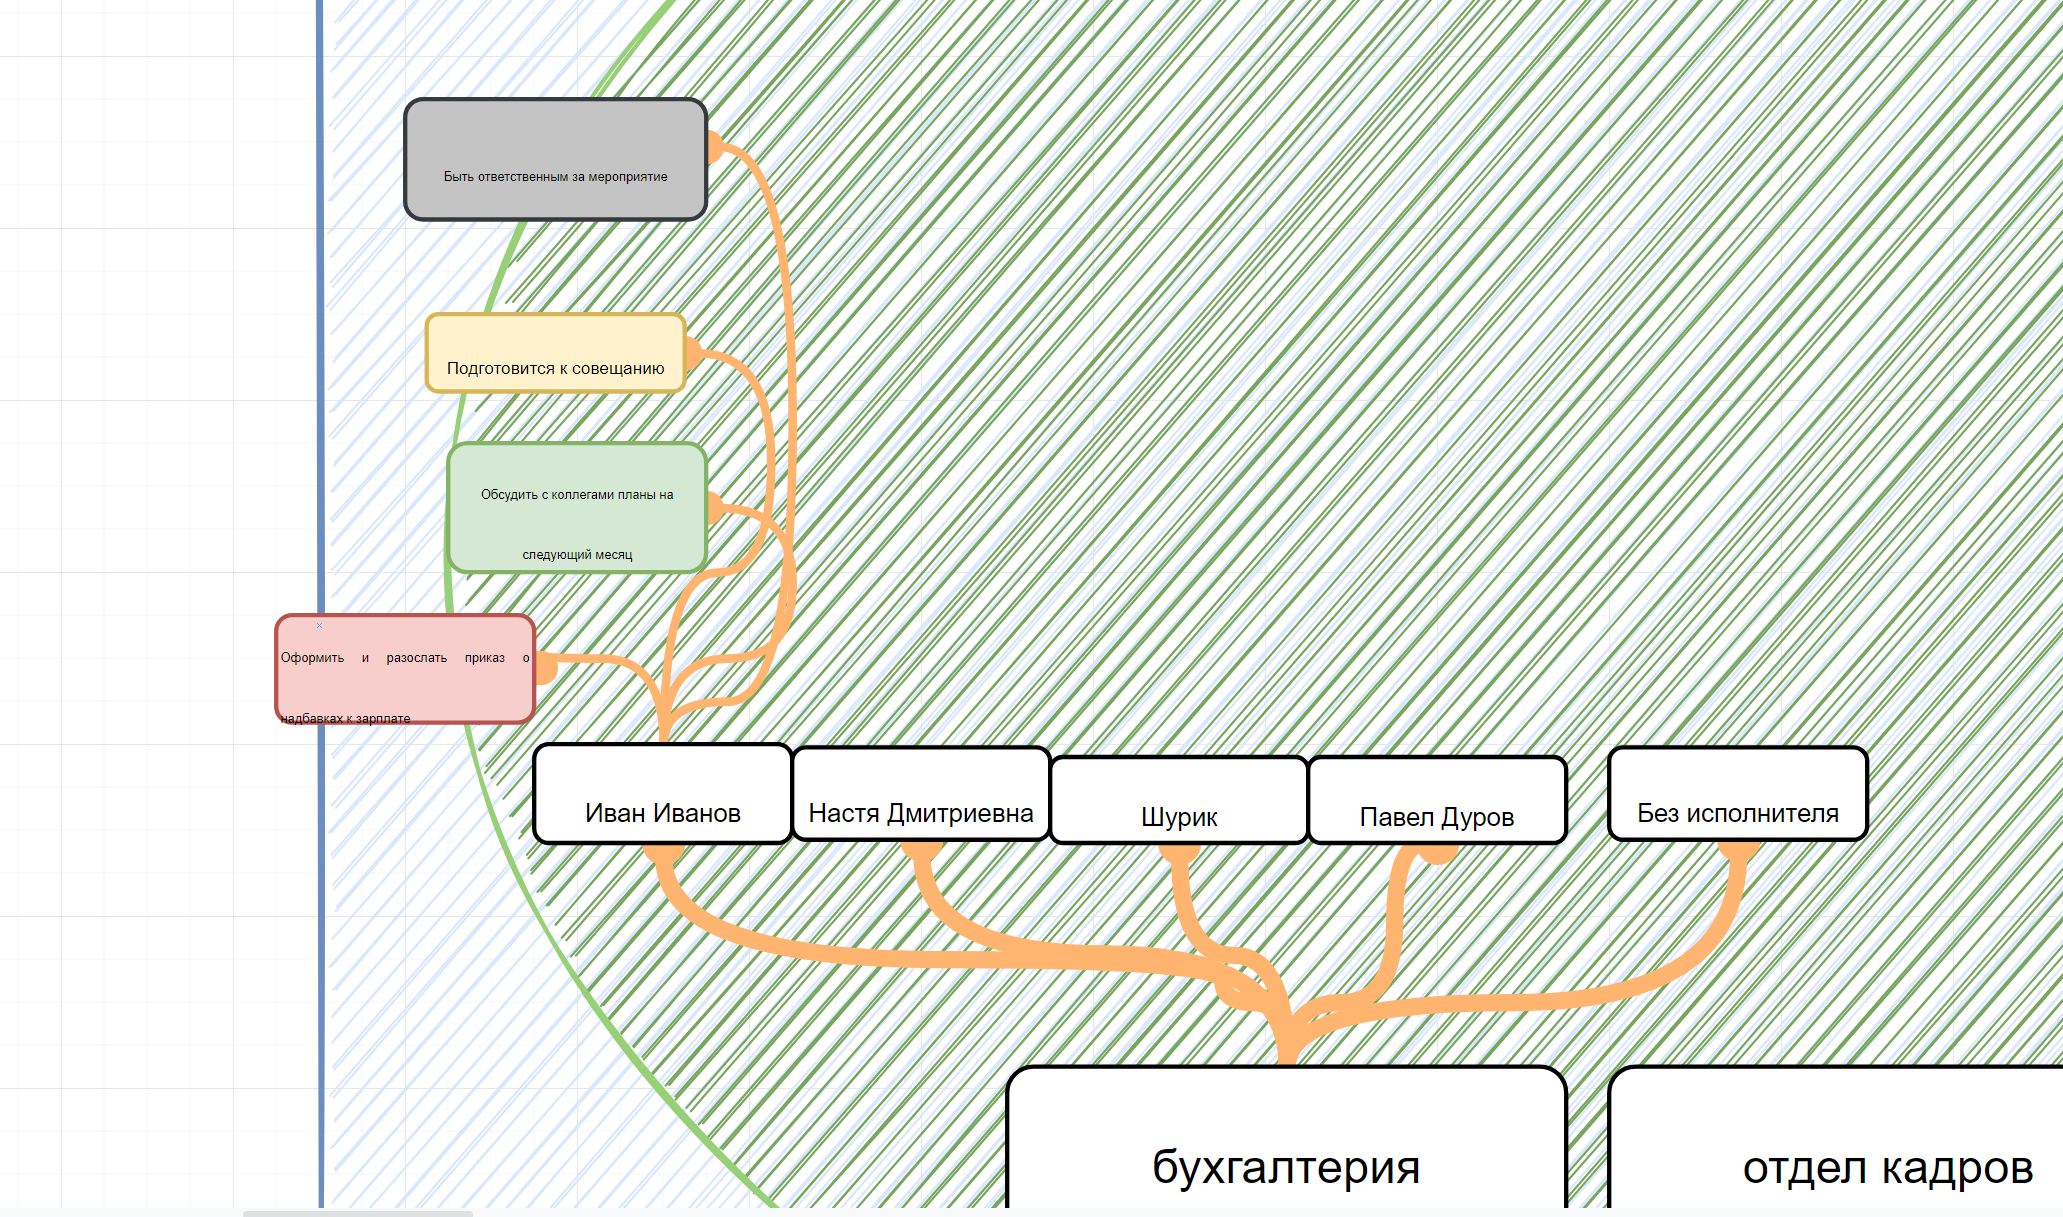 Быть ответственным за мероприятие
Подготовится к совещанию
Обсудить с коллегами планы на
следующий месяц
Оформить и разослать приказ о
надбавках к зарплате
Иван Иванов
Настя Дмитриевна
Шурик
Павел Дуров
Без исполнителя
бухгалтерия
отдел кадров